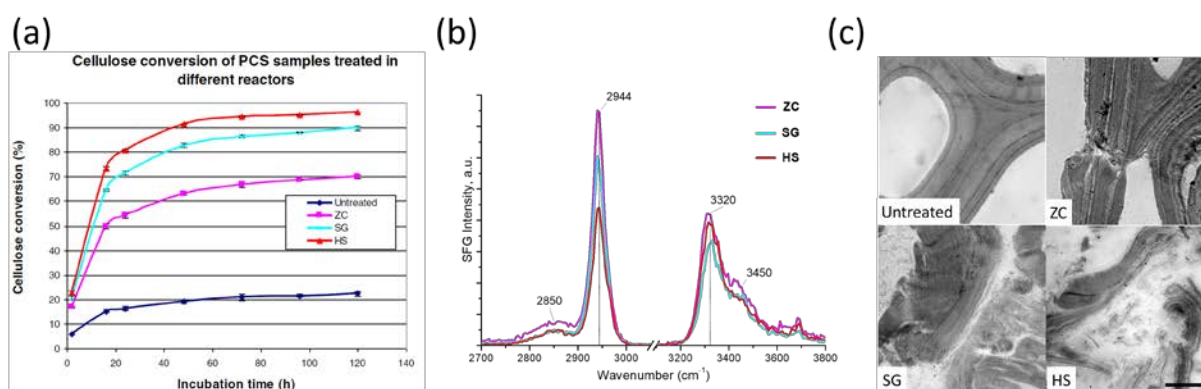 (a)
Cellulose conversion of PCS samples treated in
different reactors
Cellulose conversion (%)
100
90
80
70
60
50
40
30
20
10
0
Untreated
ZC
SG
HS
0 20 40 60 80 100 120 140
Incubation time (h)
(b)
SFG Intensity, a.u.
2944
ZC
SG
HS
3320
2850
3450
2700 2800 2900 3000 3200 3400 3600 3800
Wavenumber (cm⁻¹)
(c)
Untreated
ZC
SG
HS